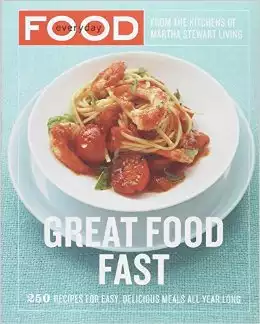 everyday
FOOD
FROM THE KITCHENS OF
MARTHA STEWART LIVING
GREAT FOOD
FAST
250 RECIPES FOR EASY, DELICIOUS MEALS ALL YEAR LONG